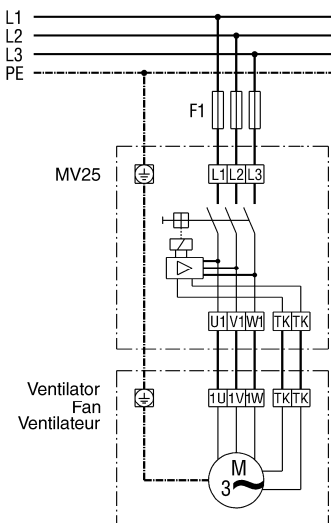 L1
L2
L3
PE
F1
MV25
L1 L2 L3
U1 V1 W1 TK TK
Ventilator
Fan
Ventilateur
1U 1V 1W TK TK
M
3